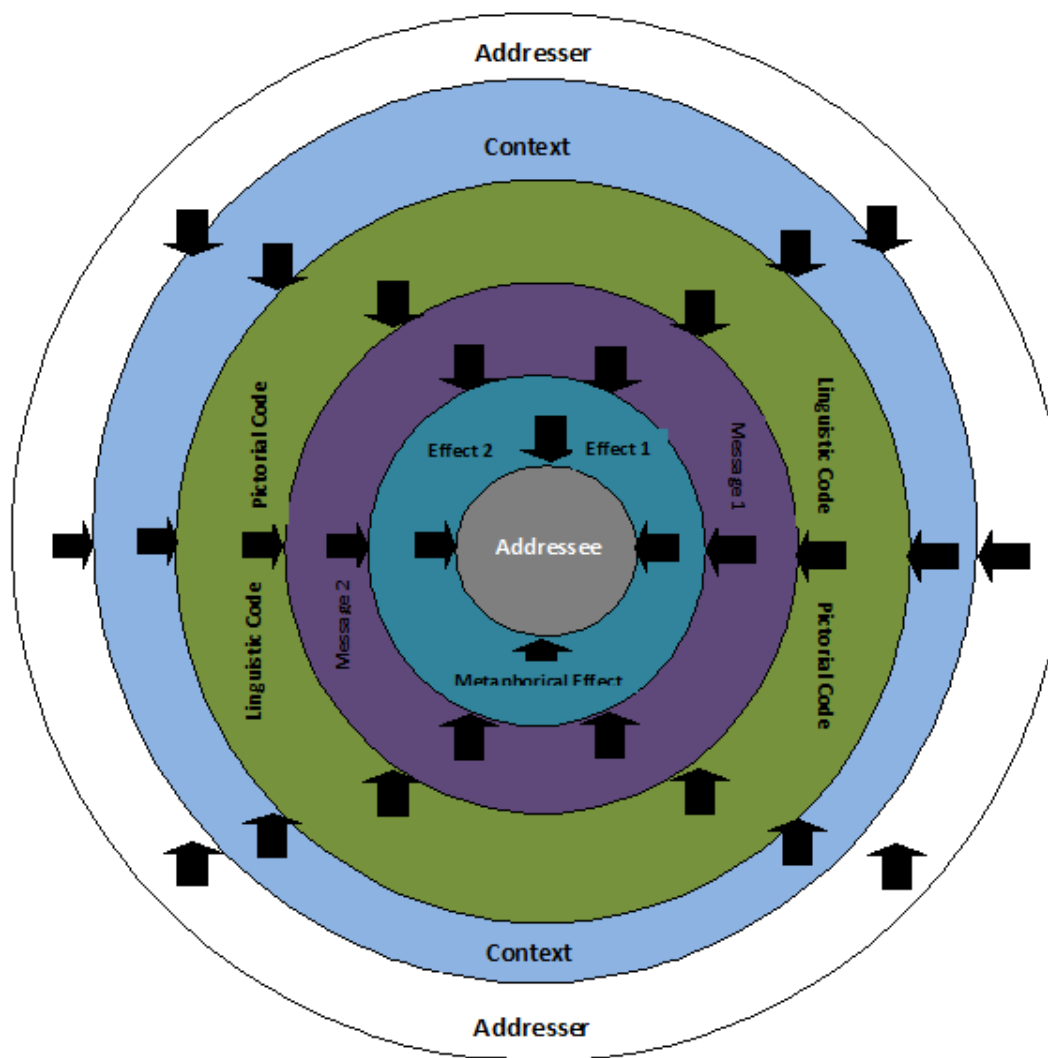 Addresser
Context
Pictorial Code
Linguistic Code
Effect 2
Effect 1
Message 1
Addressee
Message 2
Linguistic Code
Pictorial Code
Metaphorical Effect
Context
Addresser